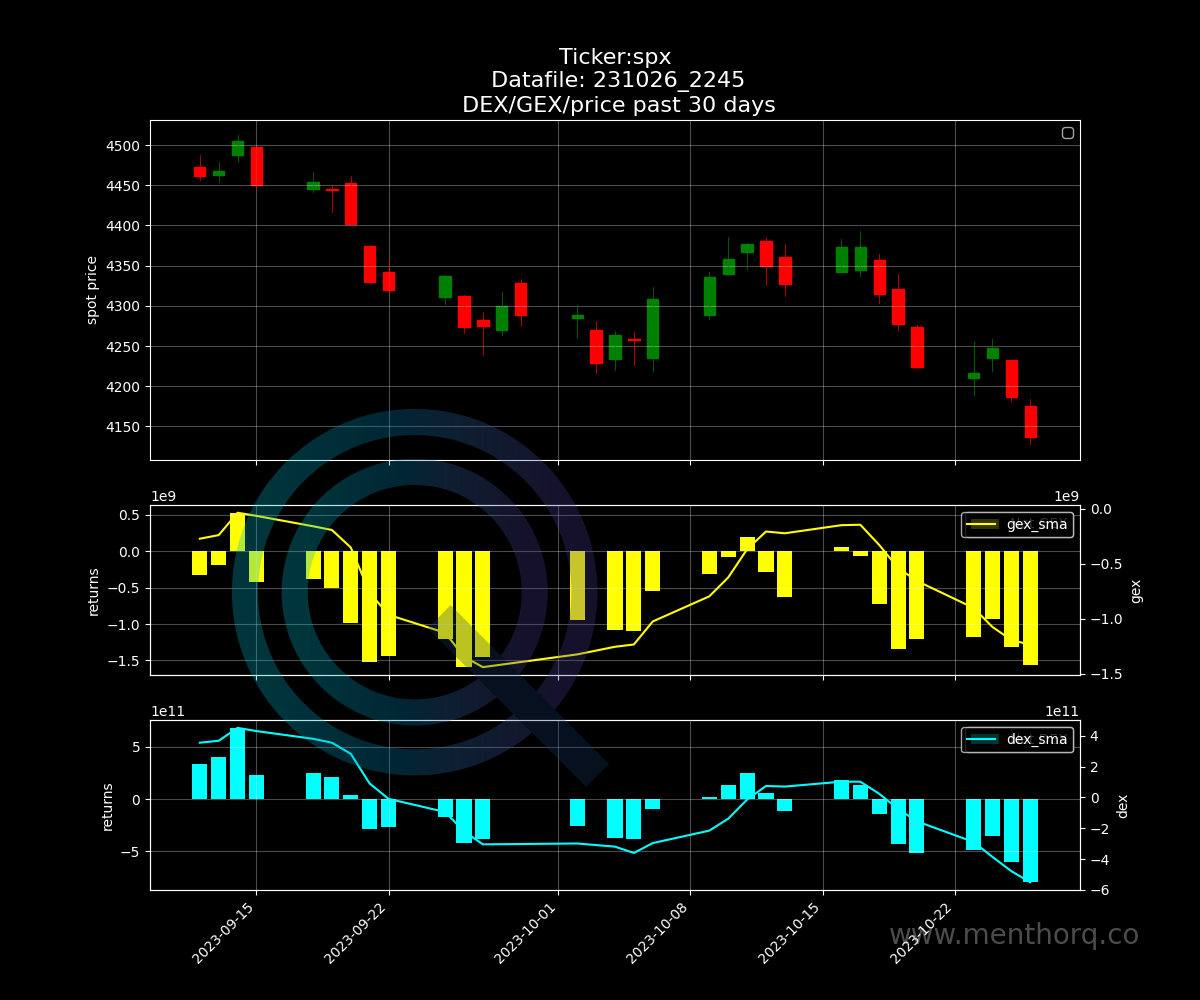 Ticker:spx
Datafile: 231026_2245
DEX/GEX/price past 30 days
4500
4450
4400
4350
4300
4250
4200
4150
spot price
1e9
1e9
0.5
0.0
−0.5
−1.0
−1.5
returns
gex_sma
0.0
−0.5
−1.0
−1.5
gex
1e11
1e11
5
0
−5
returns
dex_sma
4
2
0
−2
−4
−6
dex
2023-09-15
2023-09-22
2023-10-01
2023-10-08
2023-10-15
2023-10-22
www.menthorq.co